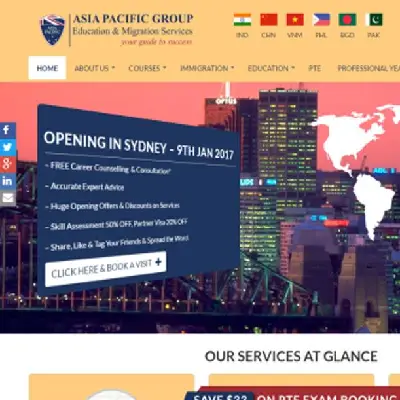 ASIA PACIFIC GROUP
Education & Migration Services
your guide to success
IND CHN VNM PHL BGD PAK
HOME ABOUT US COURSES IMMIGRATION EDUCATION PTE PROFESSIONAL YEA
OPTUS
OPENING IN SYDNEY – 9TH JAN 2017
– FREE Career Counselling & Consultation*
– Accurate Expert Advice
– Huge Opening Offers & Discounts on Services
– Skill Assessment 50% OFF, Partner Visa 20% OFF
– Share, Like & Tag Your Friends & Spread the Word
CLICK HERE & BOOK A VISIT +
OUR SERVICES AT GLANCE
SAVE $33 ON PTE EXAM BOOKING